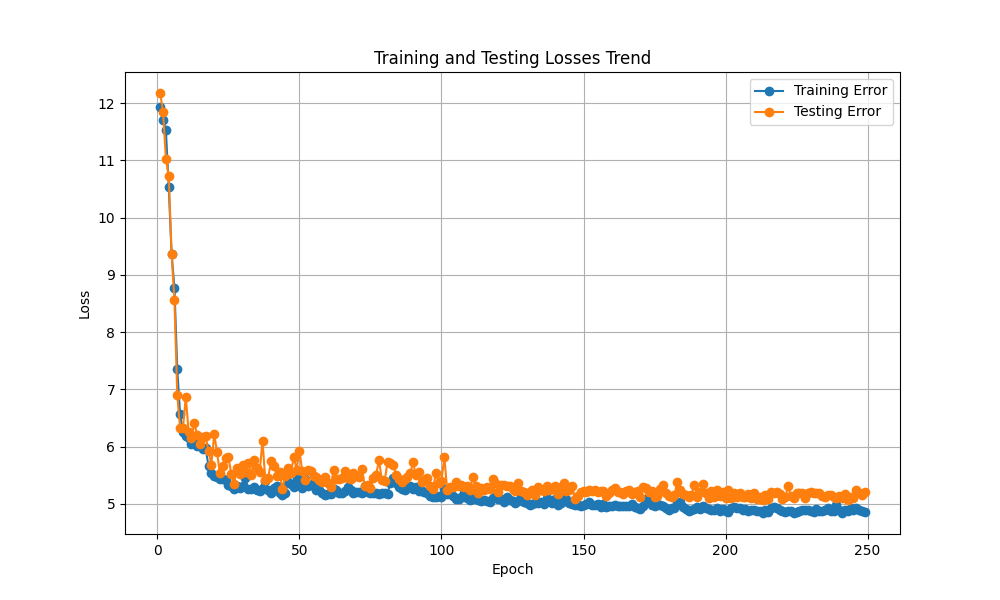 Training and Testing Losses Trend
Training Error
Testing Error
12
11
10
9
8
7
6
5
Loss
0 50 100 150 200 250
Epoch